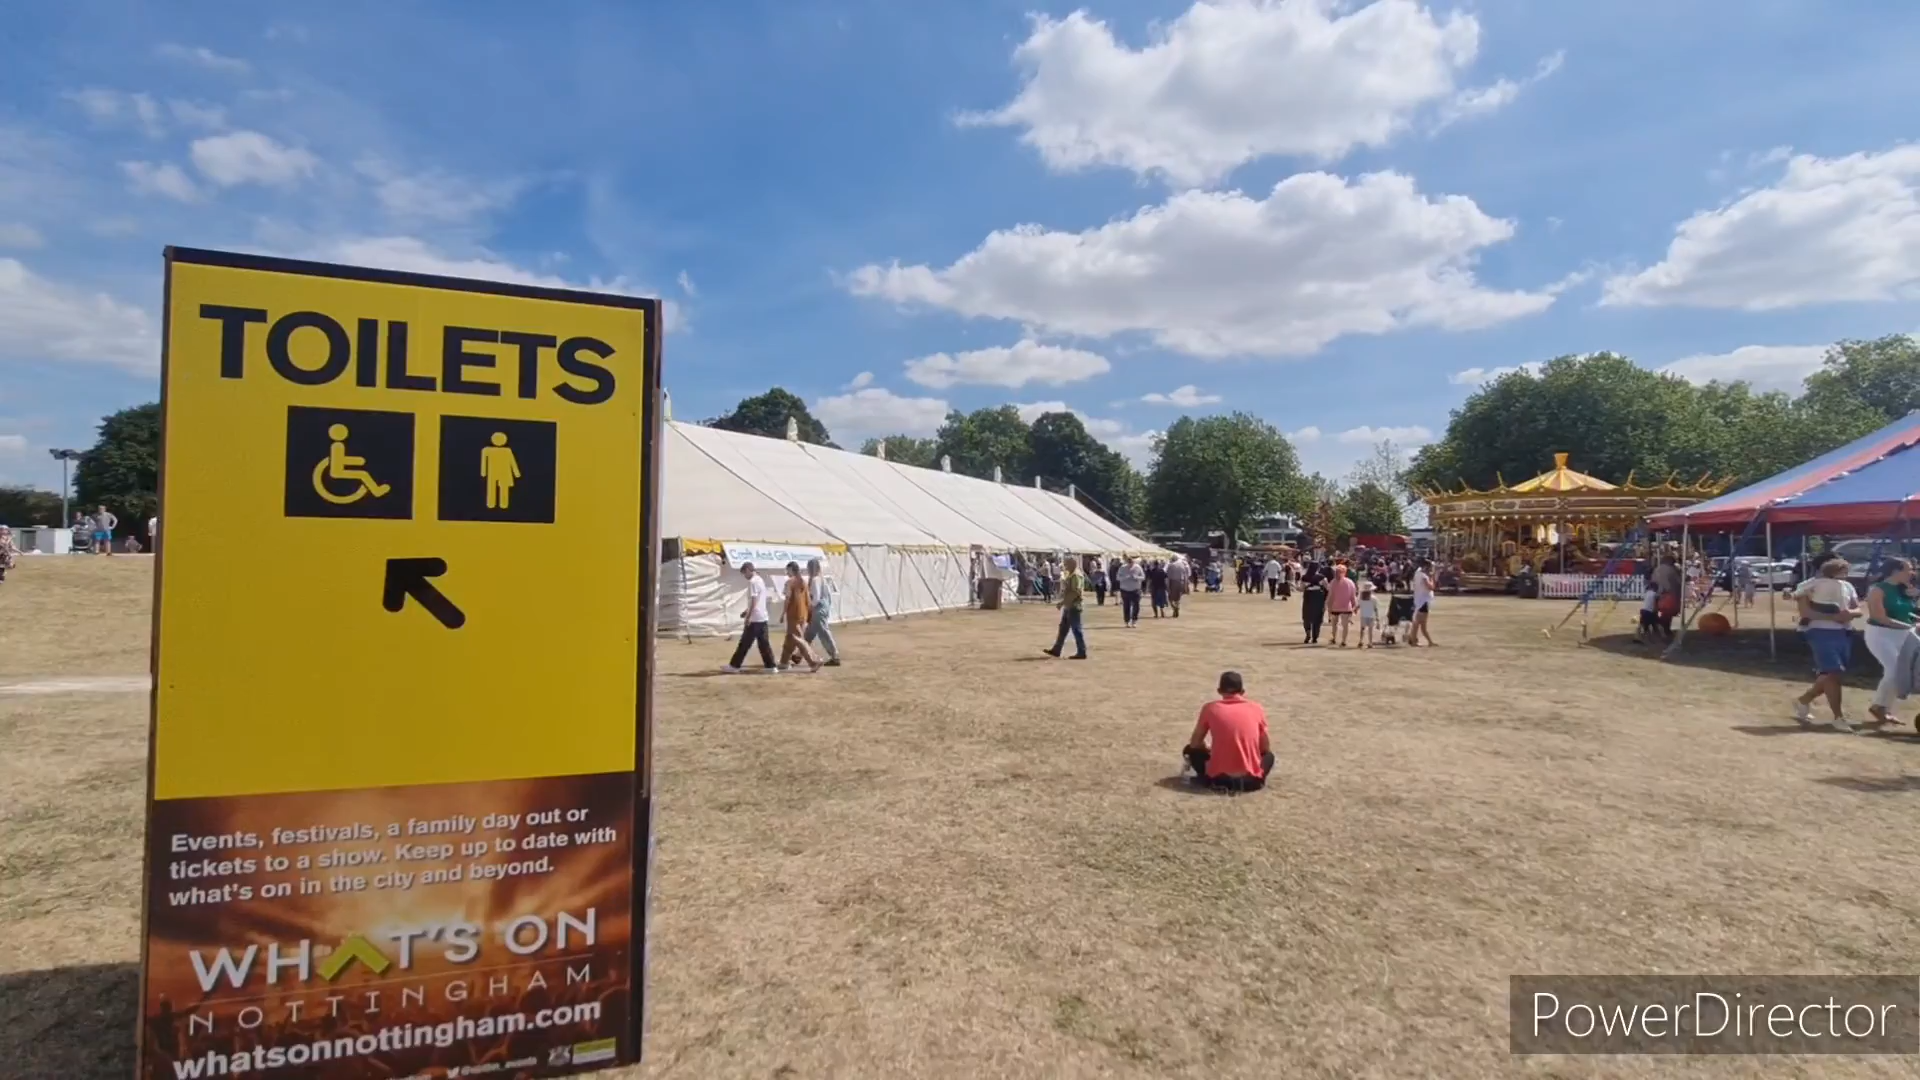 TOILETS
Events, festivals, a family day out or
tickets to a show. Keep up to date with
what's on in the city and beyond.
WHAT'S ON
NOTTINGHAM
whatsonnottingham.com
Craft And Gift
PowerDirector